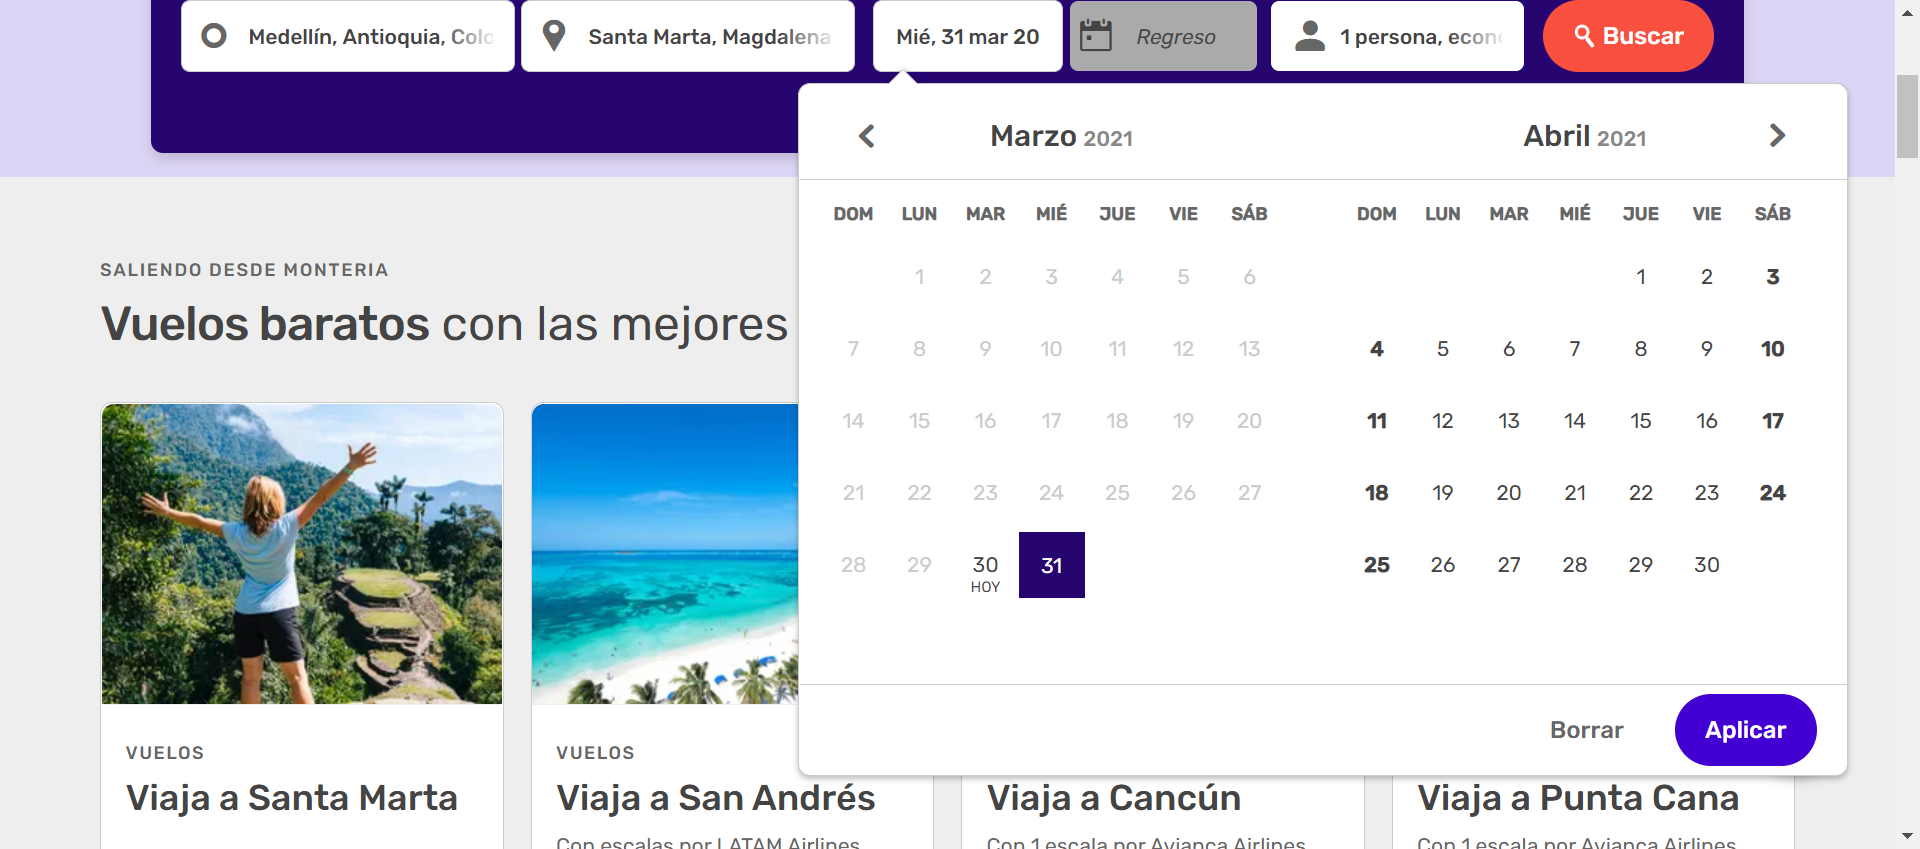 Medellín, Antioquia, Colo
Santa Marta, Magdalena
Mié, 31 mar 20
Regreso
1 persona, econ
Buscar
Marzo 2021
Abril 2021
DOM LUN MAR MIÉ JUE VIE SÁB
1 2 3 4 5 6
7 8 9 10 11 12 13
14 15 16 17 18 19 20
21 22 23 24 25 26 27
28 29 30 31
HOY
DOM LUN MAR MIÉ JUE VIE SÁB
1 2 3
4 5 6 7 8 9 10
11 12 13 14 15 16 17
18 19 20 21 22 23 24
25 26 27 28 29 30
Borrar
Aplicar
SALIENDO DESDE MONTERIA
Vuelos baratos con las mejores
VUELOS
Viaja a Santa Marta
VUELOS
Viaja a San Andrés
Con escalas por LATAM Airlines
Viaja a Cancún
Con 1 escala por Avianca Airlines
Viaja a Punta Cana
Con 1 escala por Avianca Airlines